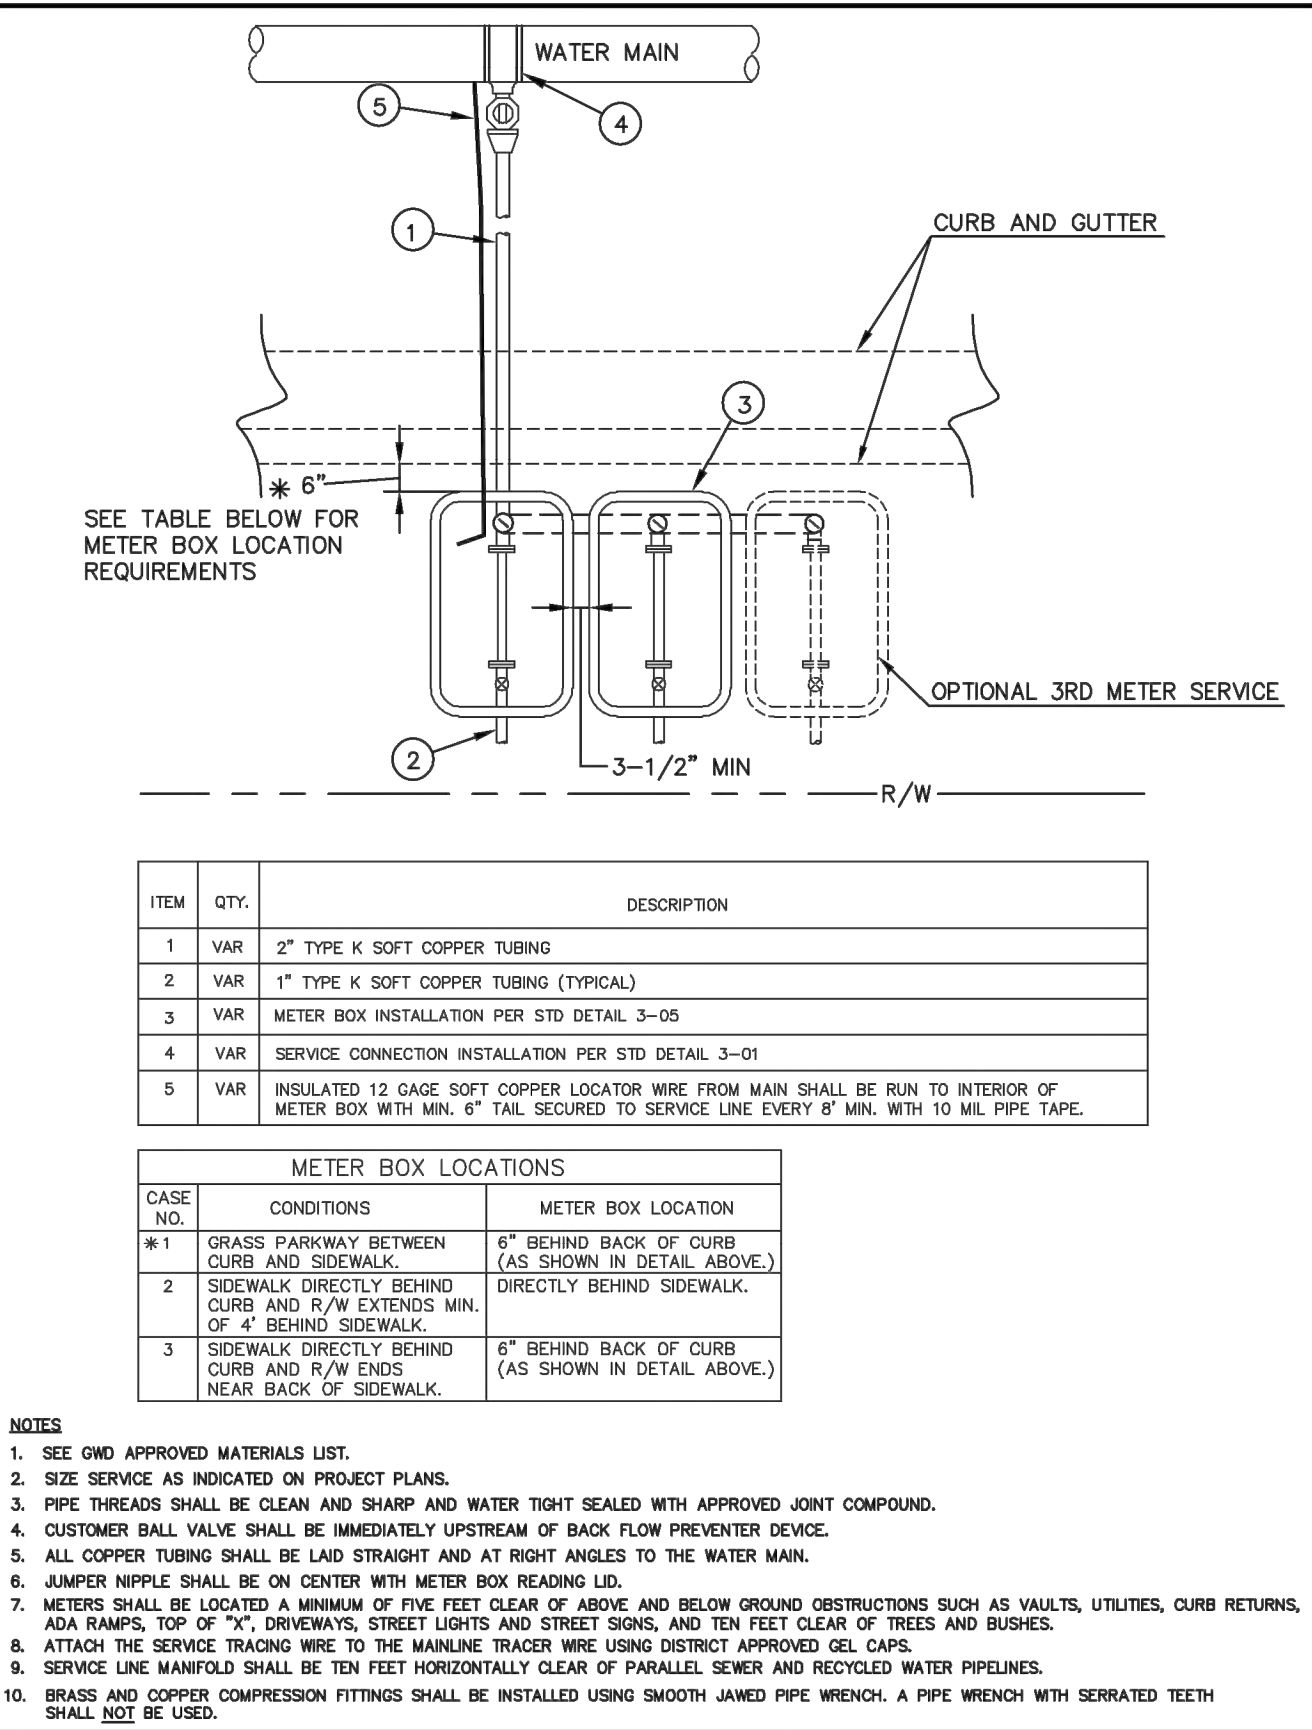 WATER MAIN
5
4
1
CURB AND GUTTER
3
✳ 6"
SEE TABLE BELOW FOR
METER BOX LOCATION
REQUIREMENTS
OPTIONAL 3RD METER SERVICE
2
3-1/2" MIN
R/W
ITEM QTY. DESCRIPTION
1 VAR 2" TYPE K SOFT COPPER TUBING
2 VAR 1" TYPE K SOFT COPPER TUBING (TYPICAL)
3 VAR METER BOX INSTALLATION PER STD DETAIL 3-05
4 VAR SERVICE CONNECTION INSTALLATION PER STD DETAIL 3-01
5 VAR INSULATED 12 GAGE SOFT COPPER LOCATOR WIRE FROM MAIN SHALL BE RUN TO INTERIOR OF
METER BOX WITH MIN. 6" TAIL SECURED TO SERVICE LINE EVERY 8' MIN. WITH 10 MIL PIPE TAPE.
METER BOX LOCATIONS
CASE NO. CONDITIONS METER BOX LOCATION
✳1 GRASS PARKWAY BETWEEN 6" BEHIND BACK OF CURB
CURB AND SIDEWALK. (AS SHOWN IN DETAIL ABOVE.)
2 SIDEWALK DIRECTLY BEHIND DIRECTLY BEHIND SIDEWALK.
CURB AND R/W EXTENDS MIN.
OF 4' BEHIND SIDEWALK.
3 SIDEWALK DIRECTLY BEHIND 6" BEHIND BACK OF CURB
CURB AND R/W ENDS (AS SHOWN IN DETAIL ABOVE.)
NEAR BACK OF SIDEWALK.
NOTES
1. SEE GWD APPROVED MATERIALS LIST.
2. SIZE SERVICE AS INDICATED ON PROJECT PLANS.
3. PIPE THREADS SHALL BE CLEAN AND SHARP AND WATER TIGHT SEALED WITH APPROVED JOINT COMPOUND.
4. CUSTOMER BALL VALVE SHALL BE IMMEDIATELY UPSTREAM OF BACK FLOW PREVENTER DEVICE.
5. ALL COPPER TUBING SHALL BE LAID STRAIGHT AND AT RIGHT ANGLES TO THE WATER MAIN.
6. JUMPER NIPPLE SHALL BE ON CENTER WITH METER BOX READING LID.
7. METERS SHALL BE LOCATED A MINIMUM OF FIVE FEET CLEAR OF ABOVE AND BELOW GROUND OBSTRUCTIONS SUCH AS VAULTS, UTILITIES, CURB RETURNS,
ADA RAMPS, TOP OF "X", DRIVEWAYS, STREET LIGHTS AND STREET SIGNS, AND TEN FEET CLEAR OF TREES AND BUSHES.
8. ATTACH THE SERVICE TRACING WIRE TO THE MAINLINE TRACER WIRE USING DISTRICT APPROVED GEL CAPS.
9. SERVICE LINE MANIFOLD SHALL BE TEN FEET HORIZONTALLY CLEAR OF PARALLEL SEWER AND RECYCLED WATER PIPELINES.
10. BRASS AND COPPER COMPRESSION FITTINGS SHALL BE INSTALLED USING SMOOTH JAWED PIPE WRENCH. A PIPE WRENCH WITH SERRATED TEETH
SHALL NOT BE USED.